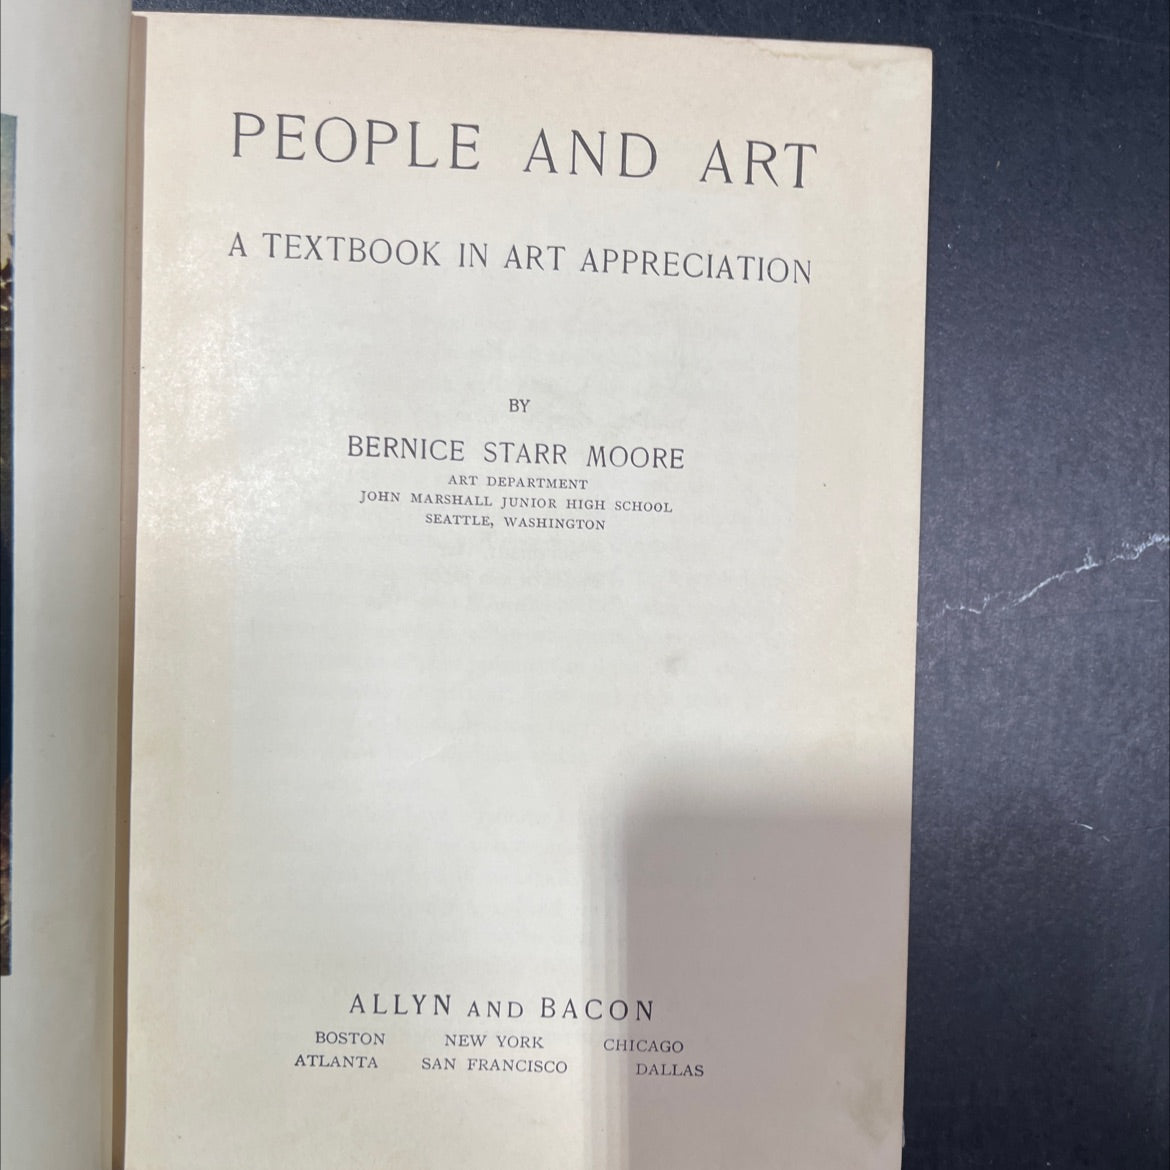 PEOPLE AND ART
A TEXTBOOK IN ART APPRECIATION
BY
BERNICE STARR MOORE
ART DEPARTMENT
JOHN MARSHALL JUNIOR HIGH SCHOOL
SEATTLE, WASHINGTON
ALLYN AND BACON
BOSTON NEW YORK CHICAGO
ATLANTA SAN FRANCISCO DALLAS